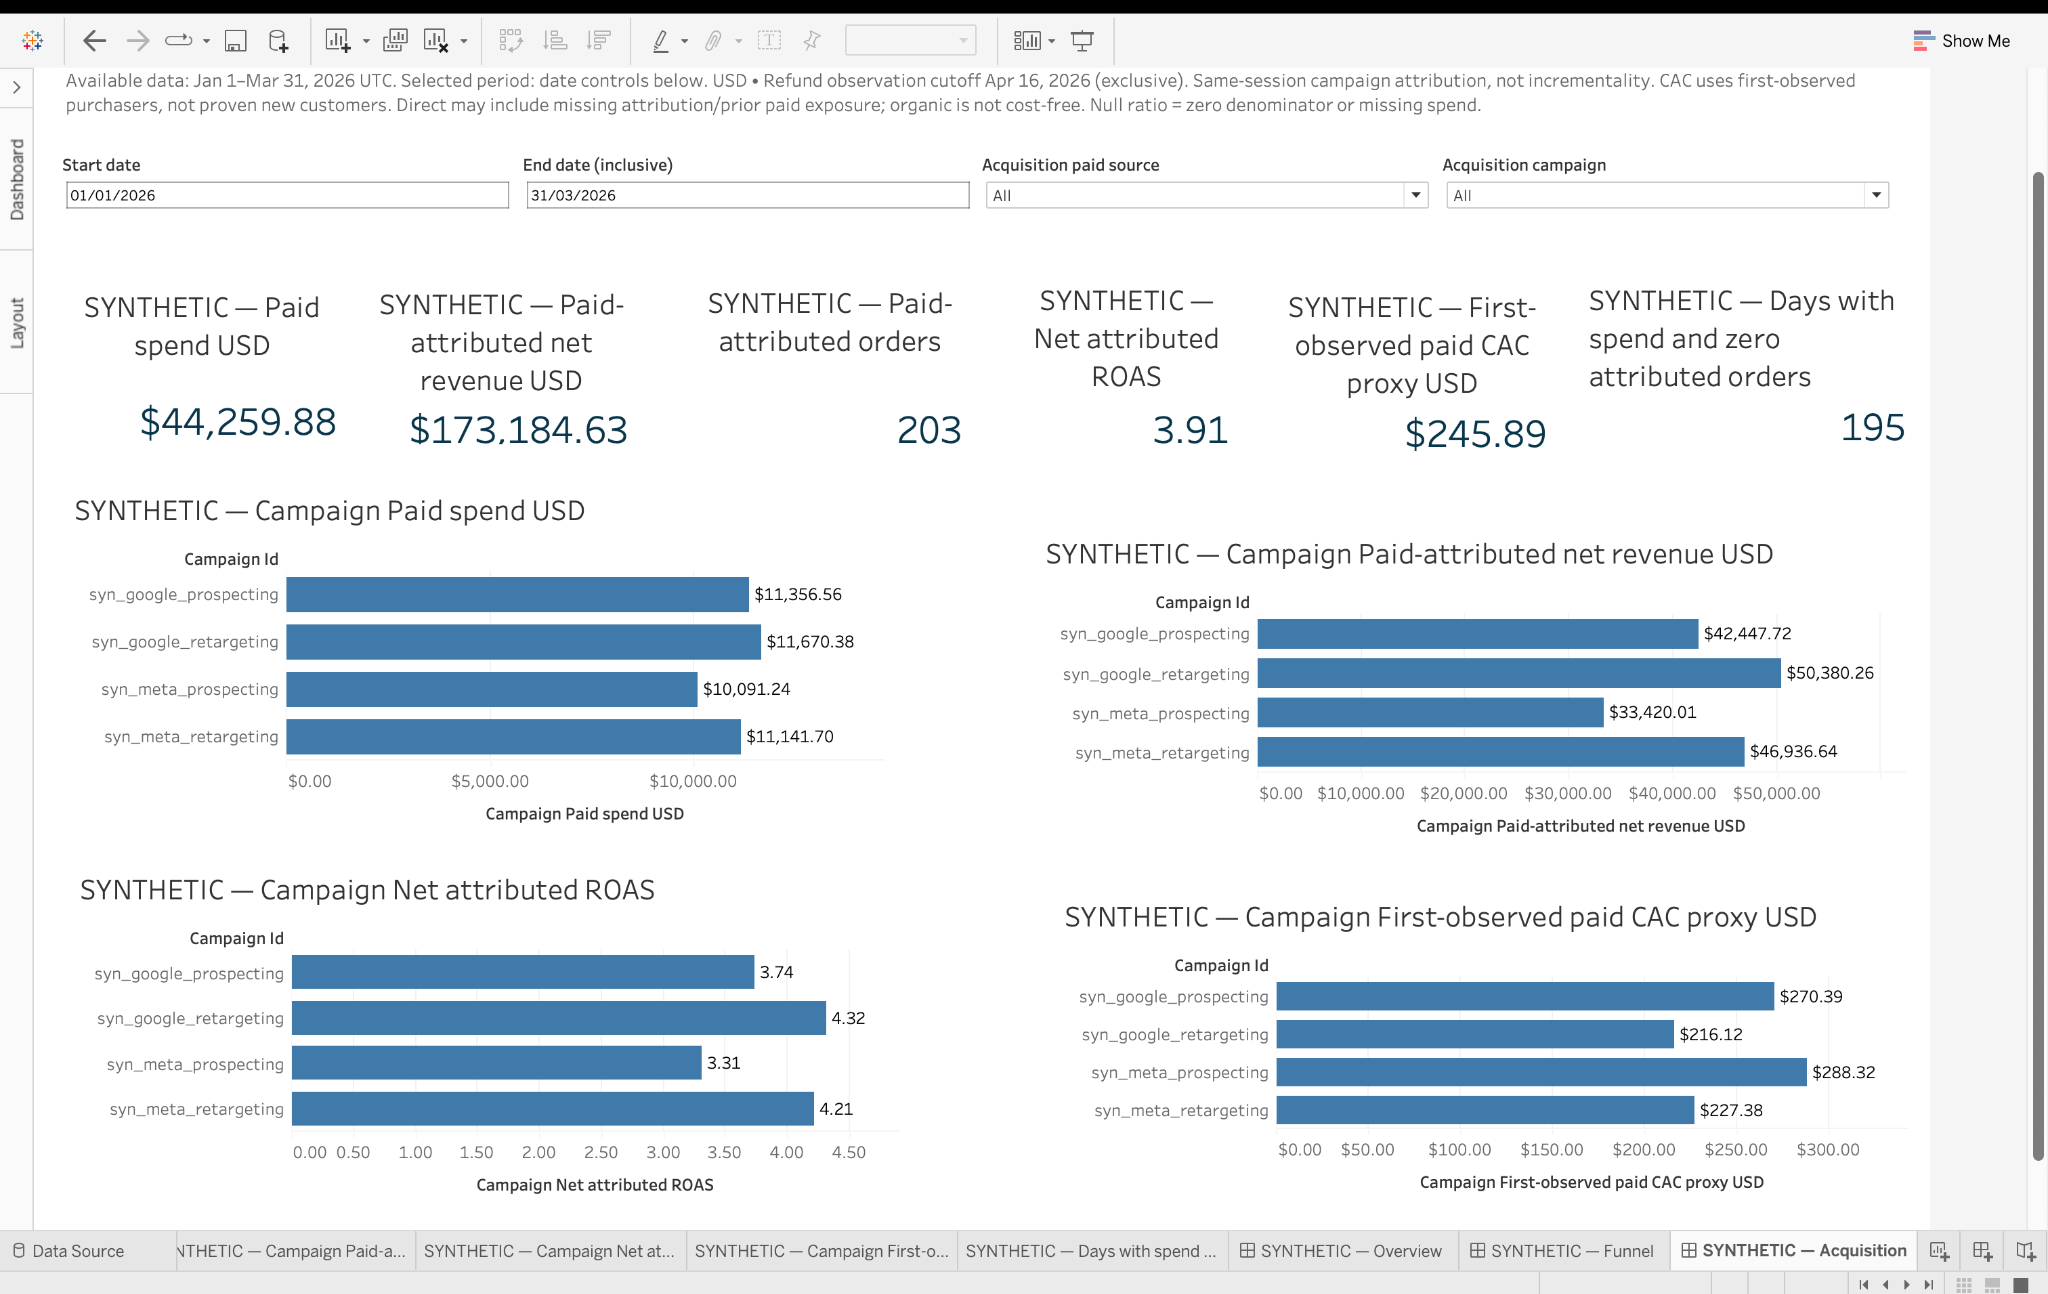 Show Me
Available data: Jan 1–Mar 31, 2026 UTC. Selected period: date controls below. USD • Refund observation cutoff Apr 16, 2026 (exclusive). Same-session campaign attribution, not incrementality. CAC uses first-observed
purchasers, not proven new customers. Direct may include missing attribution/prior paid exposure; organic is not cost-free. Null ratio = zero denominator or missing spend.
Dashboard
Layout
Start date
01/01/2026
End date (inclusive)
31/03/2026
Acquisition paid source
All
Acquisition campaign
All
SYNTHETIC — Paid
spend USD
$44,259.88
SYNTHETIC — Paid-
attributed net
revenue USD
$173,184.63
SYNTHETIC — Paid-
attributed orders
203
SYNTHETIC —
Net attributed
ROAS
3.91
SYNTHETIC — First-
observed paid CAC
proxy USD
$245.89
SYNTHETIC — Days with
spend and zero
attributed orders
195
SYNTHETIC — Campaign Paid spend USD
Campaign Id
syn_google_prospecting $11,356.56
syn_google_retargeting $11,670.38
syn_meta_prospecting $10,091.24
syn_meta_retargeting $11,141.70
$0.00 $5,000.00 $10,000.00
Campaign Paid spend USD
SYNTHETIC — Campaign Paid-attributed net revenue USD
Campaign Id
syn_google_prospecting $42,447.72
syn_google_retargeting $50,380.26
syn_meta_prospecting $33,420.01
syn_meta_retargeting $46,936.64
$0.00 $10,000.00 $20,000.00 $30,000.00 $40,000.00 $50,000.00
Campaign Paid-attributed net revenue USD
SYNTHETIC — Campaign Net attributed ROAS
Campaign Id
syn_google_prospecting 3.74
syn_google_retargeting 4.32
syn_meta_prospecting 3.31
syn_meta_retargeting 4.21
0.00 0.50 1.00 1.50 2.00 2.50 3.00 3.50 4.00 4.50
Campaign Net attributed ROAS
SYNTHETIC — Campaign First-observed paid CAC proxy USD
Campaign Id
syn_google_prospecting $270.39
syn_google_retargeting $216.12
syn_meta_prospecting $288.32
syn_meta_retargeting $227.38
$0.00 $50.00 $100.00 $150.00 $200.00 $250.00 $300.00
Campaign First-observed paid CAC proxy USD
Data Source
NTHETIC — Campaign Paid-a...
SYNTHETIC — Campaign Net at...
SYNTHETIC — Campaign First-o...
SYNTHETIC — Days with spend ...
SYNTHETIC — Overview
SYNTHETIC — Funnel
SYNTHETIC — Acquisition